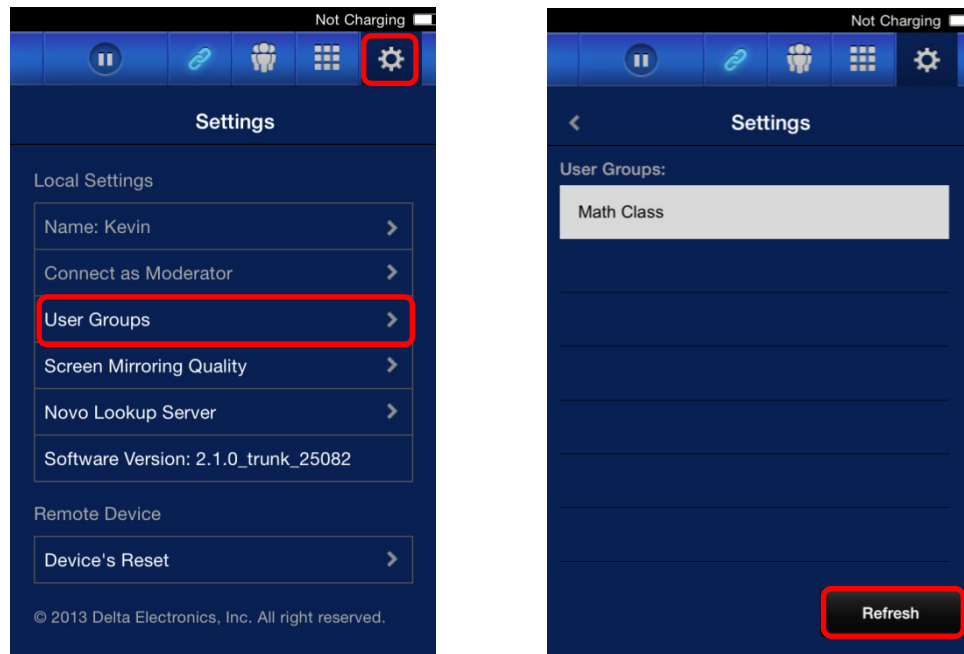 Not Charging
Settings
Local Settings
Name: Kevin
Connect as Moderator
User Groups
Screen Mirroring Quality
Novo Lookup Server
Software Version: 2.1.0_trunk_25082
Remote Device
Device's Reset
© 2013 Delta Electronics, Inc. All right reserved.
Not Charging
Settings
User Groups:
Math Class
Refresh